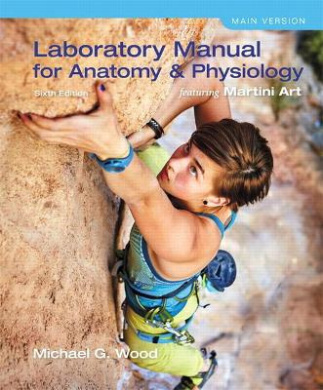 MAIN VERSION
Laboratory Manual
for Anatomy & Physiology
Sixth Edition
featuring Martini Art
Michael G. Wood